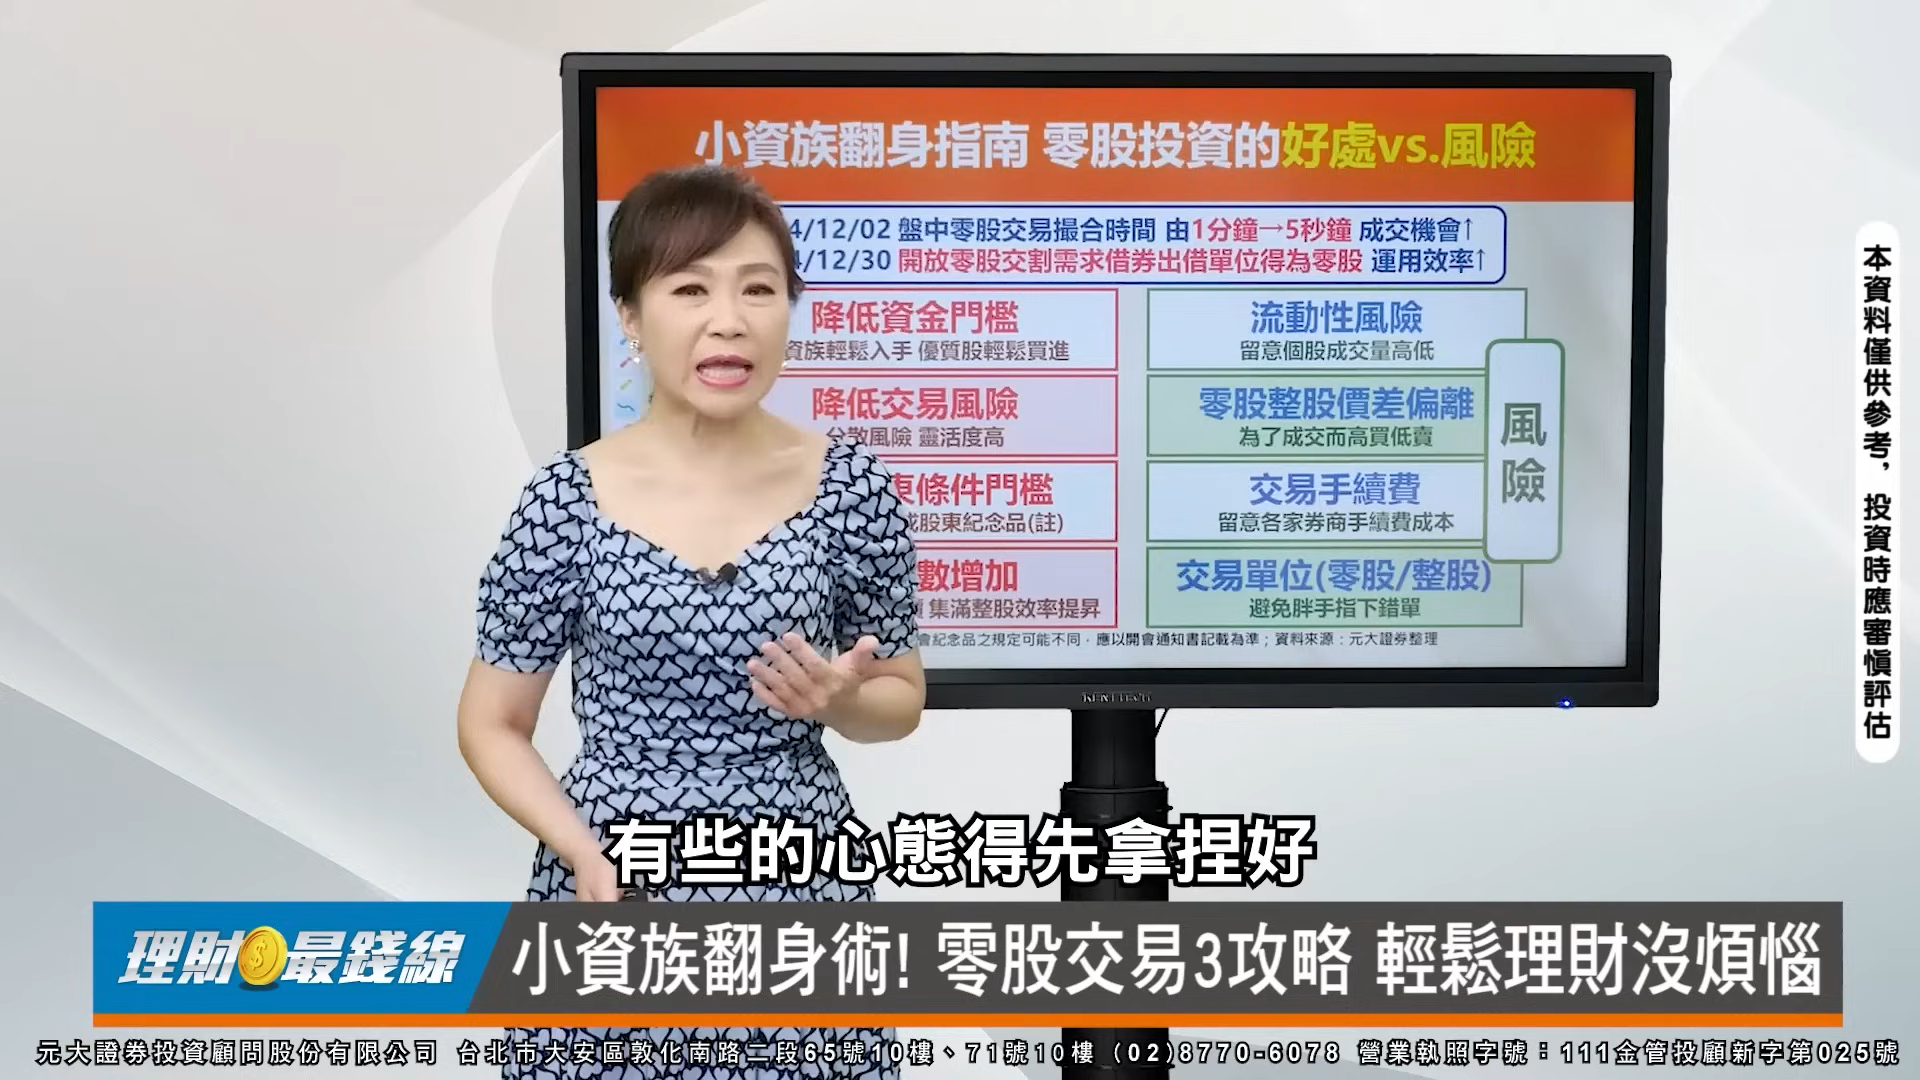 小資族翻身指南 零股投資的好處vs.風險
4/12/02 盤中零股交易撮合時間 由1分鐘→5秒鐘 成交機會↑
4/12/30 開放零股交割需求借券出借單位得為零股 運用效率↑
降低資金門檻
資族輕鬆入手 優質股輕鬆買進
降低交易風險
分散風險 靈活度高
東條件門檻
股東紀念品(註)
數增加
集滿整股效率提昇
流動性風險
留意個股成交量高低
零股整股價差偏離
為了成交而高買低賣
交易手續費
留意各家券商手續費成本
交易單位(零股/整股)
避免胖手指下錯單
風險
會紀念品之規定可能不同，應以開會通知書記載為準；資料來源：元大證券整理
本資料僅供參考，投資時應審慎評估
有些的心態得先拿捏好
理財最錢線
小資族翻身術! 零股交易3攻略 輕鬆理財沒煩惱
元大證券投資顧問股份有限公司 台北市大安區敦化南路二段65號10樓、71號10樓 (02)8770-6078 營業執照字號：111金管投顧新字第025號